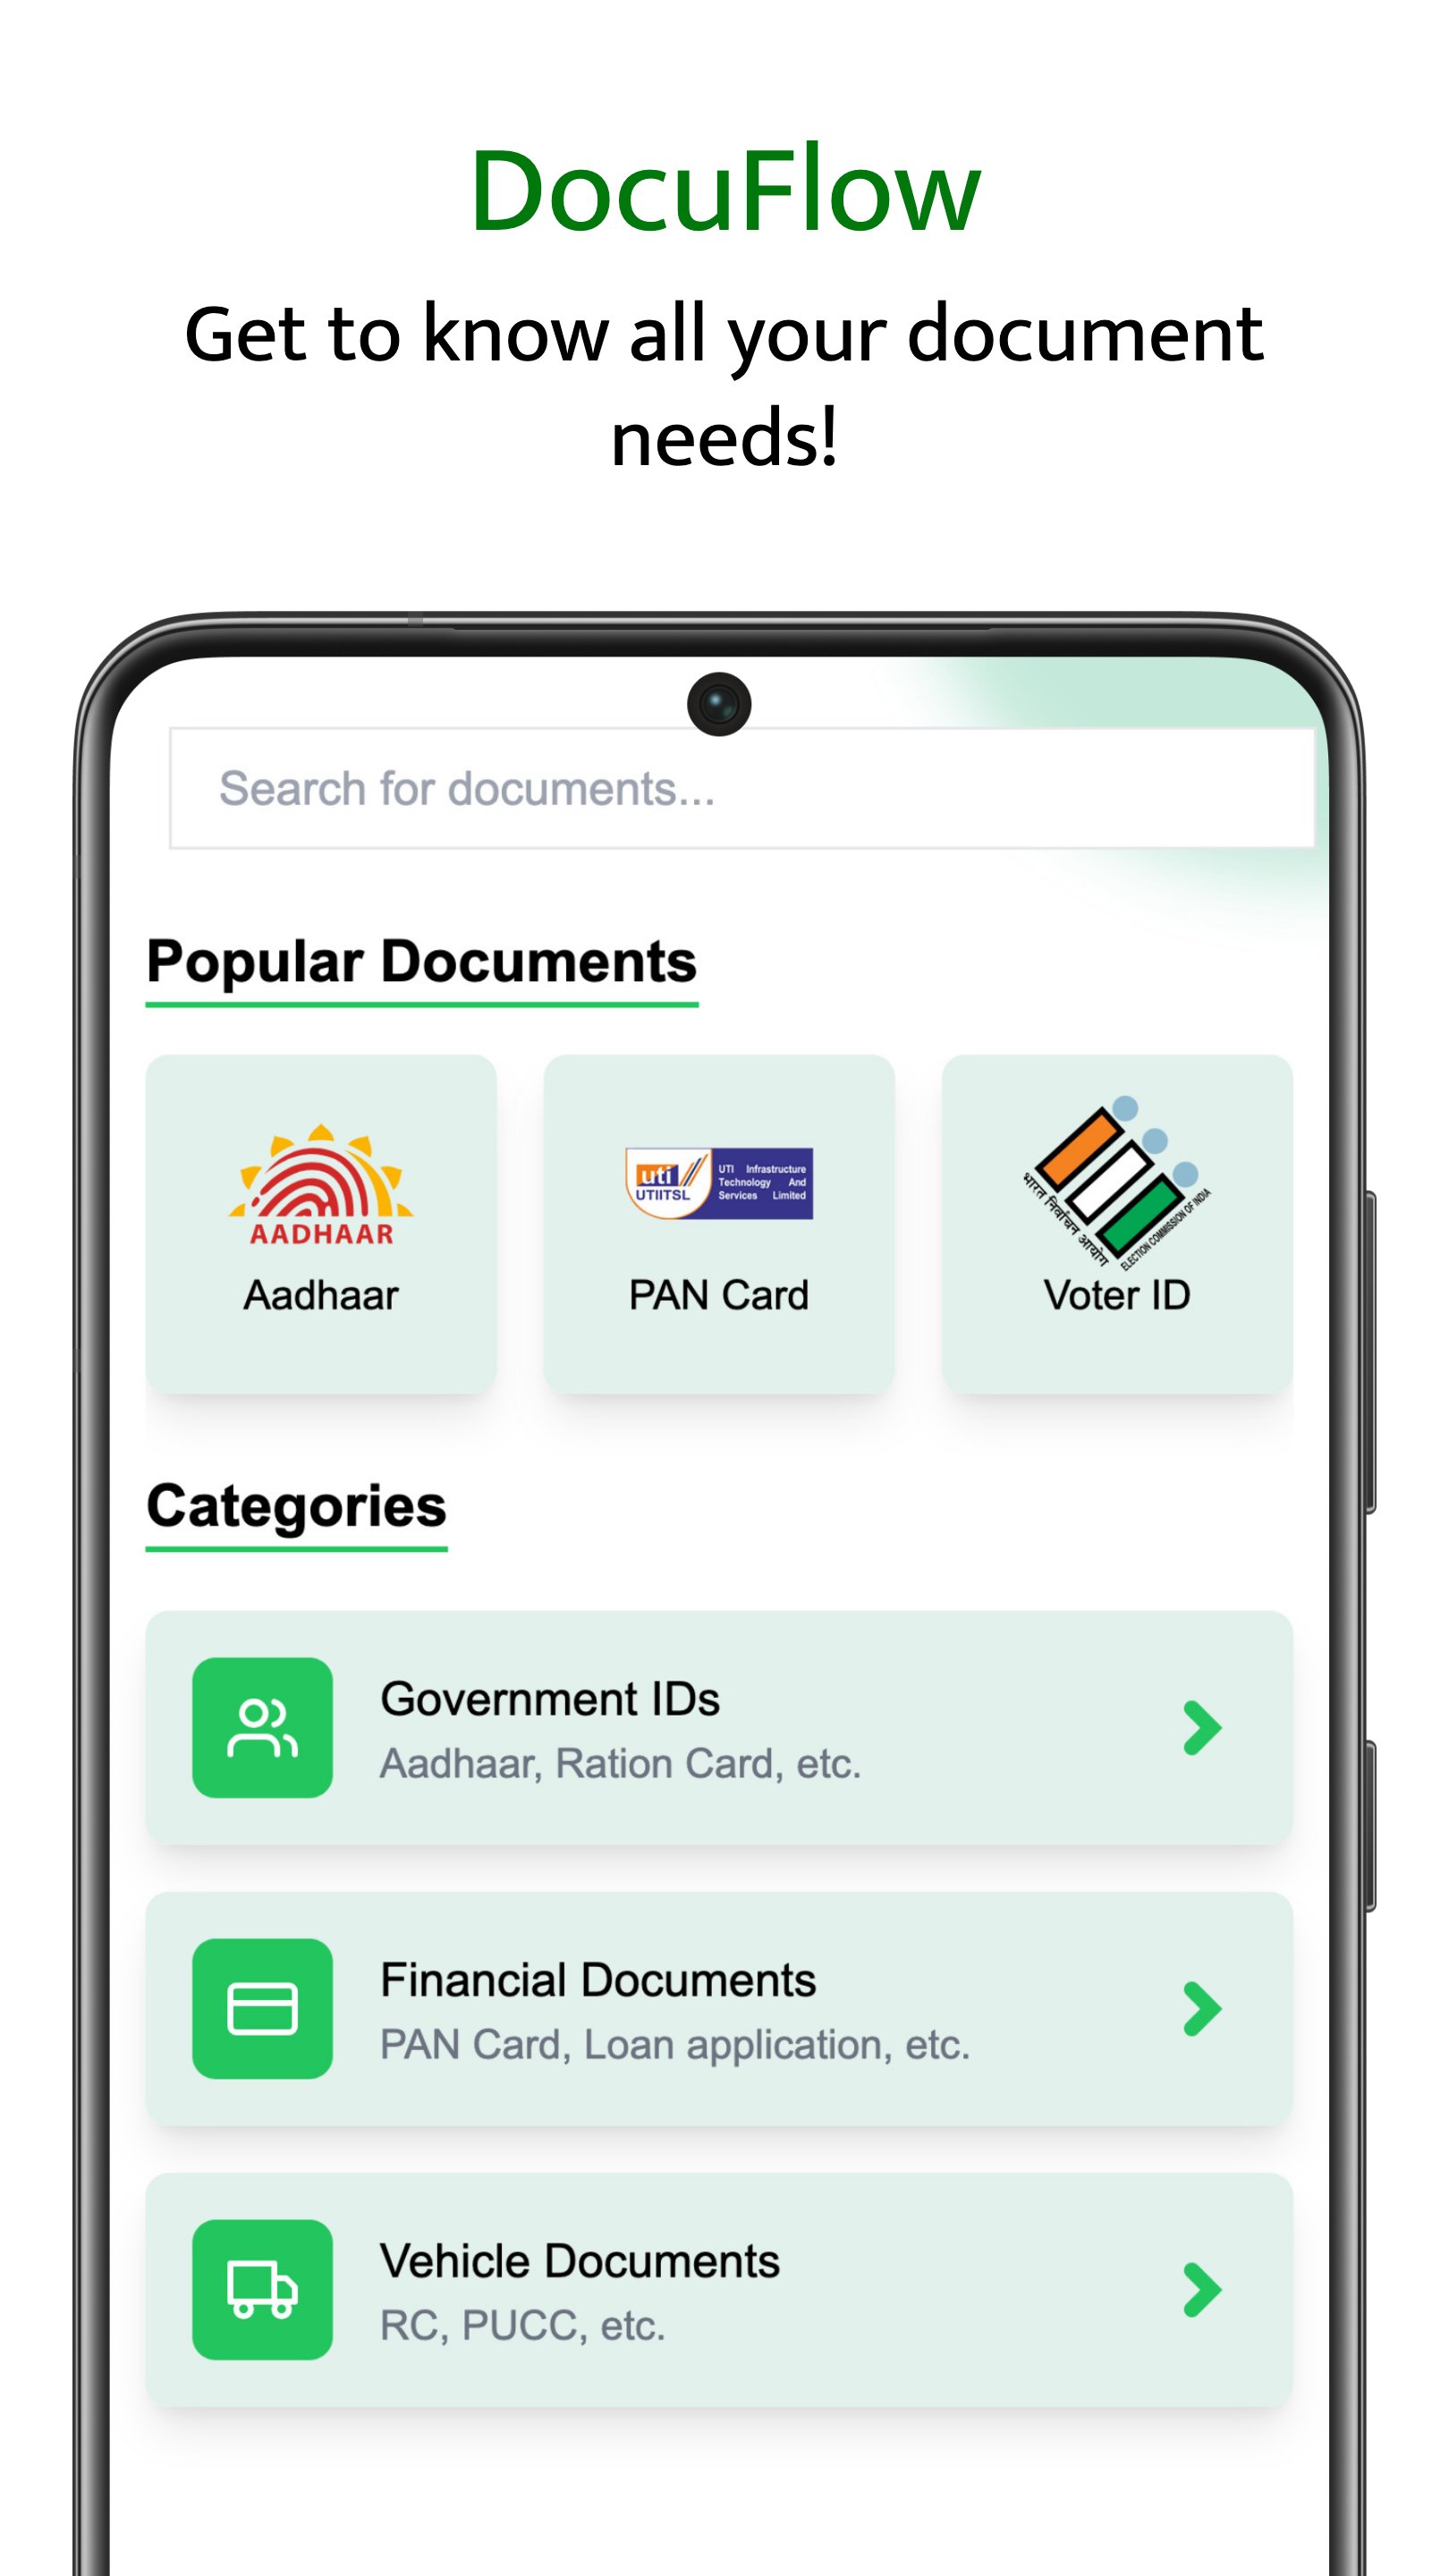 DocuFlow
Get to know all your document
needs!
Search for documents...
Popular Documents
AADHAAR
Aadhaar
uti
UTIITSL
UTI Infrastructure
Technology And
Services Limited
PAN Card
भारत निर्वाचन आयोग
ELECTION COMMISSION OF INDIA
Voter ID
Categories
Government IDs
Aadhaar, Ration Card, etc.
Financial Documents
PAN Card, Loan application, etc.
Vehicle Documents
RC, PUCC, etc.